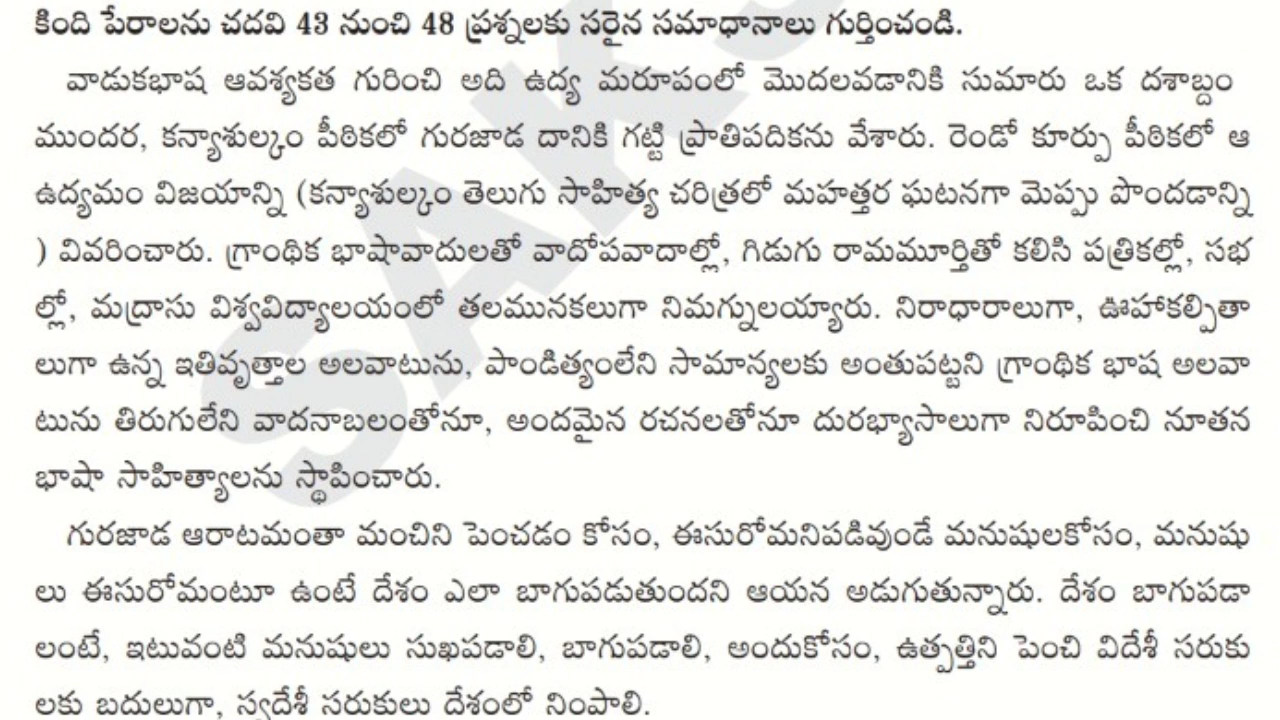 కింది పేరాలను చదవి 43 నుంచి 48 ప్రశ్నలకు సరైన సమాధానాలు గుర్తించండి.
వాడుకభాష ఆవశ్యకత గురించి అది ఉద్య మరూపంలో మొదలవడానికి సుమారు ఒక దశాబ్దం
ముందర, కన్యాశుల్కం పీఠికలో గురజాడ దానికి గట్టి ప్రాతిపదికను వేశారు. రెండో కూర్పు పీఠికలో ఆ
ఉద్యమం విజయాన్ని (కన్యాశుల్కం తెలుగు సాహిత్య చరిత్రలో మహత్తర ఘటనగా మెప్పు పొందడాన్ని
) వివరించారు. గ్రాంథిక భాషావాదులతో వాదోపవాదాల్లో, గిడుగు రామమూర్తితో కలిసి పత్రికల్లో, సభ
ల్లో, మద్రాసు విశ్వవిద్యాలయంలో తలమునకలుగా నిమగ్నులయ్యారు. నిరాధారాలుగా, ఊహాకల్పితా
లుగా ఉన్న ఇతివృత్తాల అలవాటును, పాండిత్యంలేని సామాన్యలకు అంతుపట్టని గ్రాంథిక భాష అలవా
టును తిరుగులేని వాదనాబలంతోనూ, అందమైన రచనలతోనూ దురభ్యాసాలుగా నిరూపించి నూతన
భాషా సాహిత్యాలను స్థాపించారు.
గురజాడ ఆరాటమంతా మంచిని పెంచడం కోసం, ఈసురోమనిపడివుండే మనుషులకోసం, మనుషు
లు ఈసురోమంటూ ఉంటే దేశం ఎలా బాగుపడుతుందని ఆయన అడుగుతున్నారు. దేశం బాగుపడా
లంటే, ఇటువంటి మనుషులు సుఖపడాలి, బాగుపడాలి, అందుకోసం, ఉత్పత్తిని పెంచి విదేశీ సరుకు
లకు బదులుగా, స్వదేశీ సరుకులు దేశంలో నింపాలి.